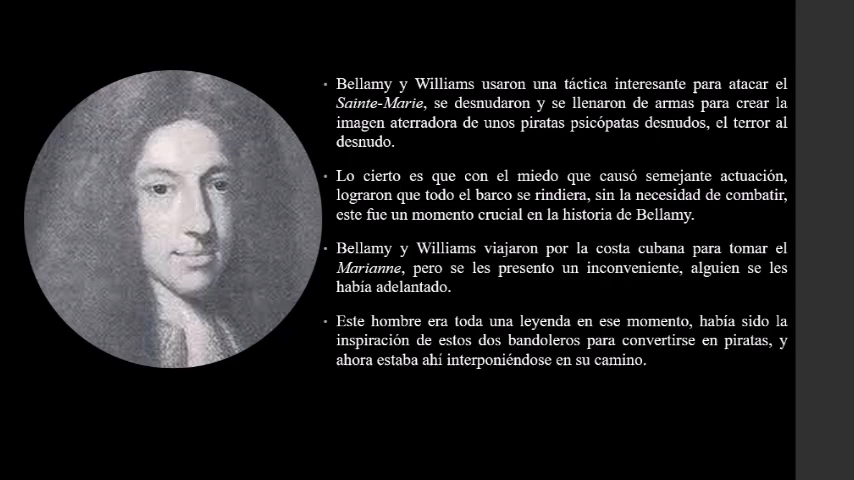 Bellamy y Williams usaron una táctica interesante para atacar el
Sainte-Marie, se desnudaron y se llenaron de armas para crear la
imagen aterradora de unos piratas psicópatas desnudos, el terror al
desnudo.
Lo cierto es que con el miedo que causó semejante actuación,
lograron que todo el barco se rindiera, sin la necesidad de combatir,
este fue un momento crucial en la historia de Bellamy.
Bellamy y Williams viajaron por la costa cubana para tomar el
Marianne, pero se les presento un inconveniente, alguien se les
había adelantado.
Este hombre era toda una leyenda en ese momento, había sido la
inspiración de estos dos bandoleros para convertirse en piratas, y
ahora estaba ahí interponiéndose en su camino.